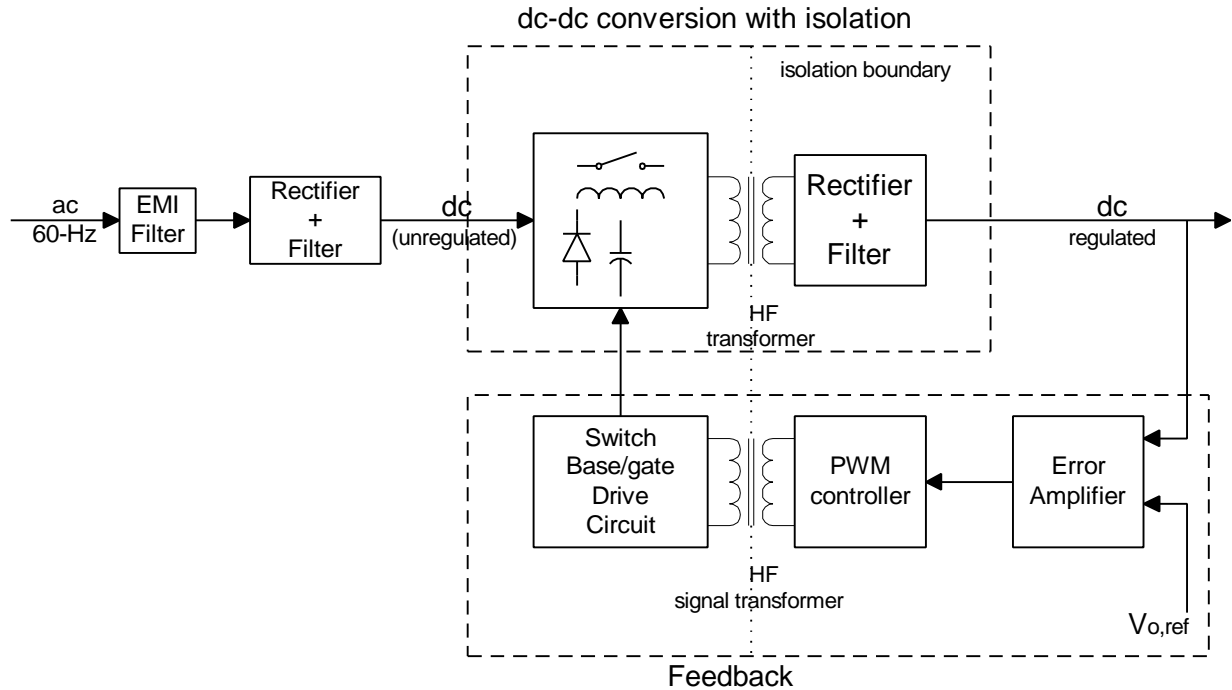 dc-dc conversion with isolation
isolation boundary
ac
60-Hz
EMI
Filter
Rectifier
+
Filter
dc
(unregulated)
HF
transformer
Rectifier
+
Filter
dc
regulated
Switch
Base/gate
Drive
Circuit
HF
signal transformer
PWM
controller
Error
Amplifier
Vo,ref
Feedback